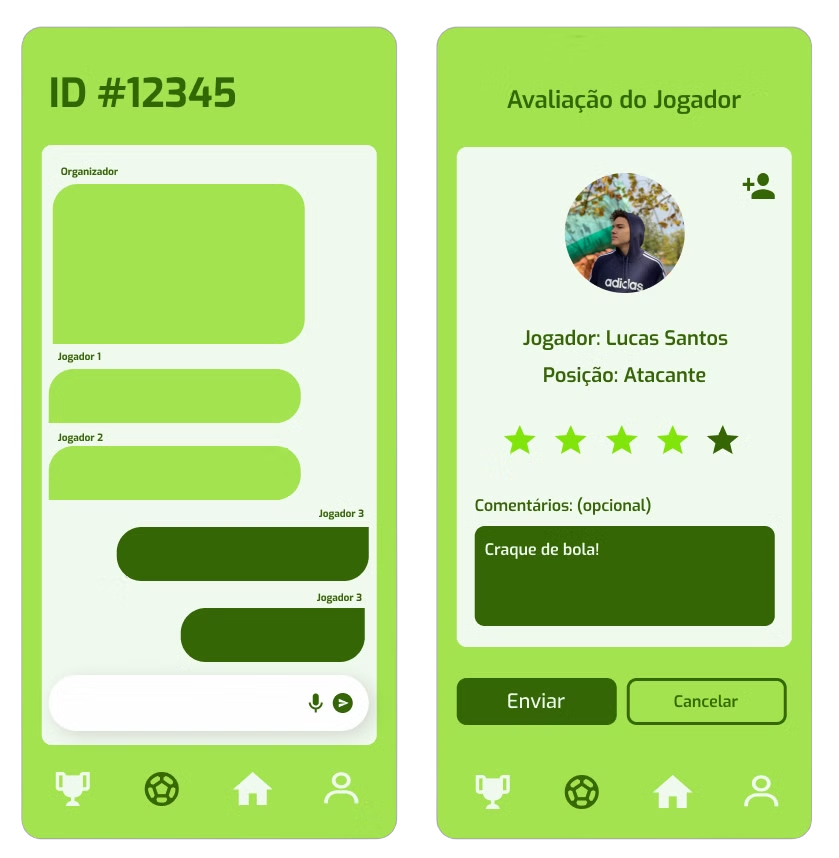 ID #12345
Organizador
Jogador 1
Jogador 2
Jogador 3
Jogador 3
Avaliação do Jogador
adidas
Jogador: Lucas Santos
Posição: Atacante
Comentários: (opcional)
Craque de bola!
Enviar
Cancelar